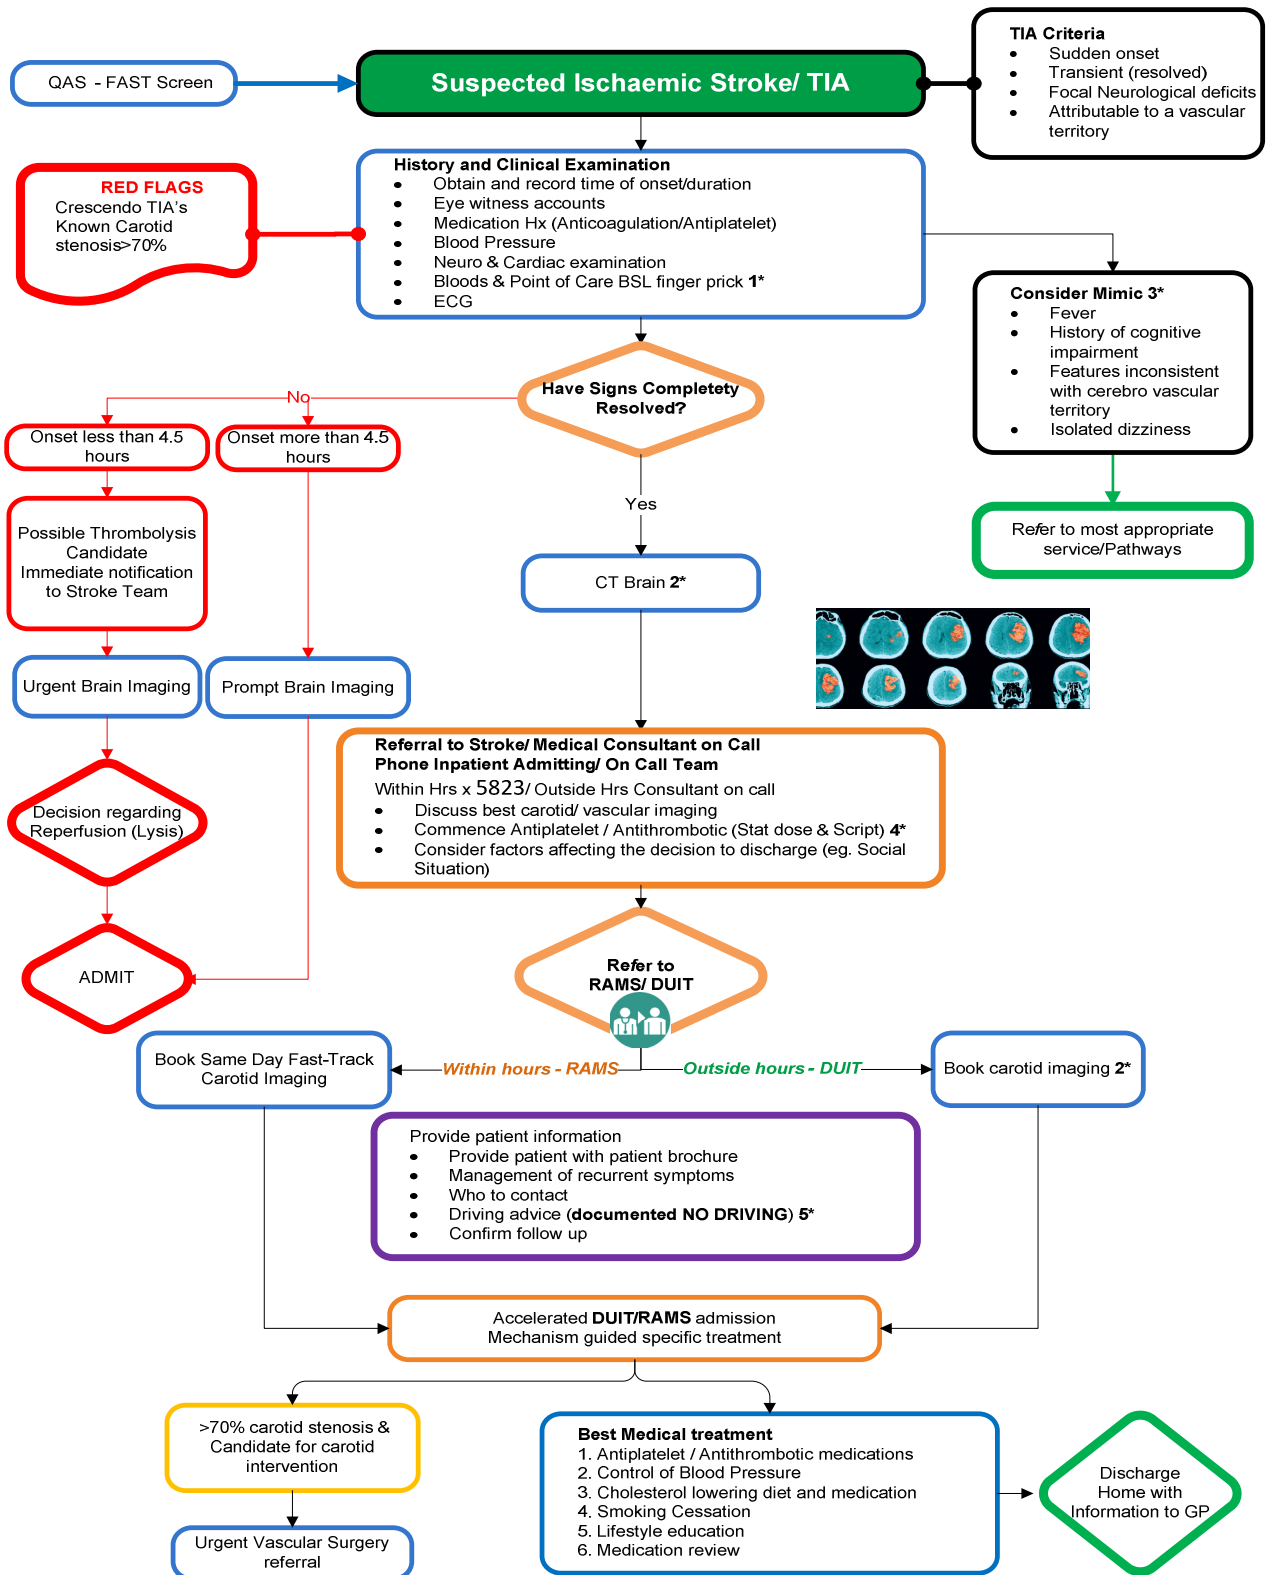 QAS - FAST Screen
Suspected Ischaemic Stroke/ TIA
TIA Criteria
• Sudden onset
• Transient (resolved)
• Focal Neurological deficits
• Attributable to a vascular
territory
RED FLAGS
Crescendo TIA's
Known Carotid
stenosis>70%
History and Clinical Examination
• Obtain and record time of onset/duration
• Eye witness accounts
• Medication Hx (Anticoagulation/Antiplatelet)
• Blood Pressure
• Neuro & Cardiac examination
• Bloods & Point of Care BSL finger prick 1*
• ECG
Consider Mimic 3*
• Fever
• History of cognitive
impairment
• Features inconsistent
with cerebro vascular
territory
• Isolated dizziness
Refer to most appropriate
service/Pathways
Have Signs Completety
Resolved?
No
Onset less than 4.5
hours
Onset more than 4.5
hours
Yes
Possible Thrombolysis
Candidate
Immediate notification
to Stroke Team
CT Brain 2*
Urgent Brain Imaging
Prompt Brain Imaging
Decision regarding
Reperfusion (Lysis)
ADMIT
Referral to Stroke/ Medical Consultant on Call
Phone Inpatient Admitting/ On Call Team
Within Hrs x 5823/ Outside Hrs Consultant on call
• Discuss best carotid/ vascular imaging
• Commence Antiplatelet / Antithrombotic (Stat dose & Script) 4*
• Consider factors affecting the decision to discharge (eg. Social
Situation)
Refer to
RAMS/ DUIT
Book Same Day Fast-Track
Carotid Imaging
Within hours - RAMS
Outside hours - DUIT
Book carotid imaging 2*
Provide patient information
• Provide patient with patient brochure
• Management of recurrent symptoms
• Who to contact
• Driving advice (documented NO DRIVING) 5*
• Confirm follow up
Accelerated DUIT/RAMS admission
Mechanism guided specific treatment
>70% carotid stenosis &
Candidate for carotid
intervention
Urgent Vascular Surgery
referral
Best Medical treatment
1. Antiplatelet / Antithrombotic medications
2. Control of Blood Pressure
3. Cholesterol lowering diet and medication
4. Smoking Cessation
5. Lifestyle education
6. Medication review
Discharge
Home with
Information to GP